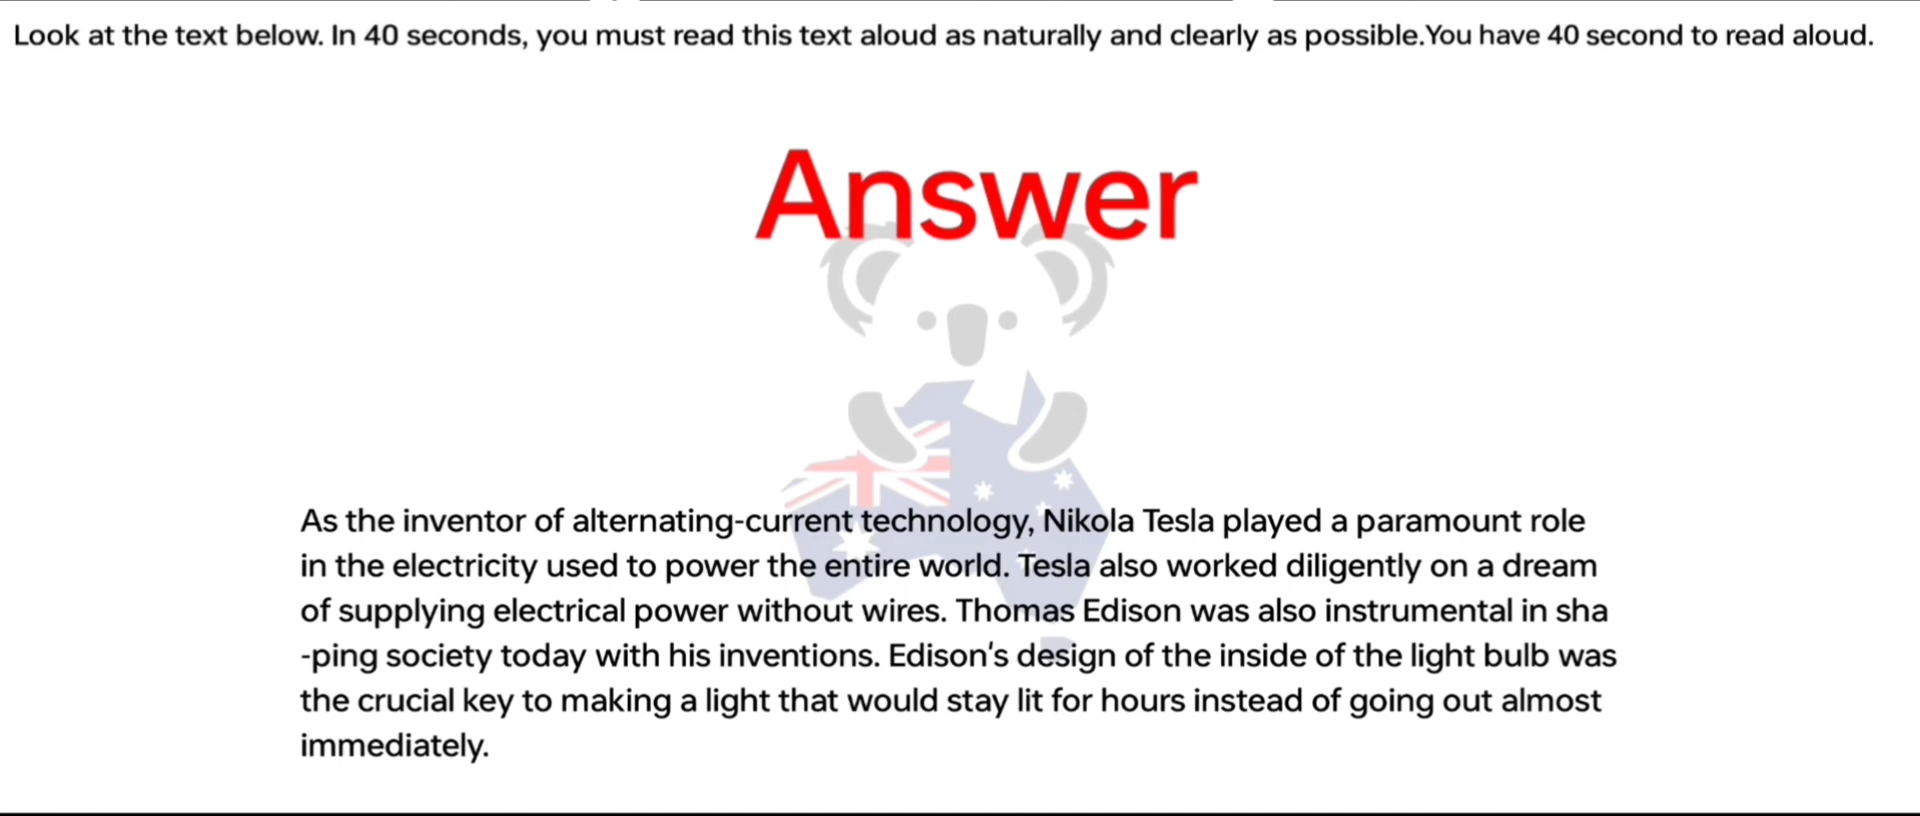 Look at the text below. In 40 seconds, you must read this text aloud as naturally and clearly as possible.You have 40 second to read aloud.
Answer
As the inventor of alternating-current technology, Nikola Tesla played a paramount role
in the electricity used to power the entire world. Tesla also worked diligently on a dream
of supplying electrical power without wires. Thomas Edison was also instrumental in sha
-ping society today with his inventions. Edison's design of the inside of the light bulb was
the crucial key to making a light that would stay lit for hours instead of going out almost
immediately.